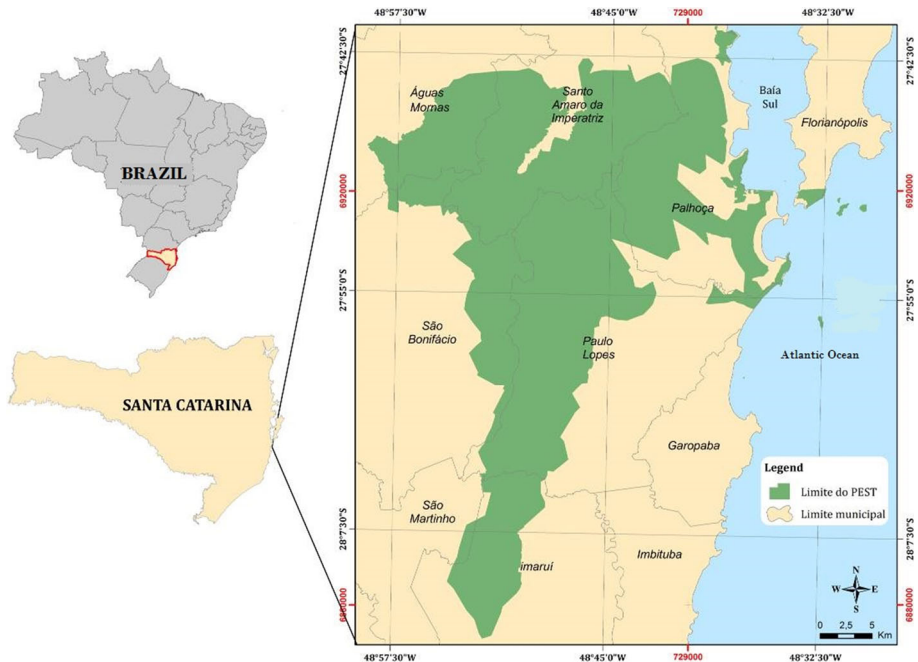 48°57'30"W
48°45'0"W
729000
48°32'30"W
27°42'30"S
27°42'30"S
Águas
Mornas
Santo
Amaro da
Imperatriz
Baía
Sul
Florianópolis
BRAZIL
6920000
6920000
Palhoça
27°55'0"S
27°55'0"S
São
Bonifácio
Paulo
Lopes
Atlantic Ocean
SANTA CATARINA
Garopaba
Legend
Limite do PEST
Limite municipal
São
Martinho
28°7'30"S
28°7'30"S
imaruí
Imbituba
N
W E
S
6880000
6880000
0 2,5 5
Km
48°57'30"W
48°45'0"W
729000
48°32'30"W